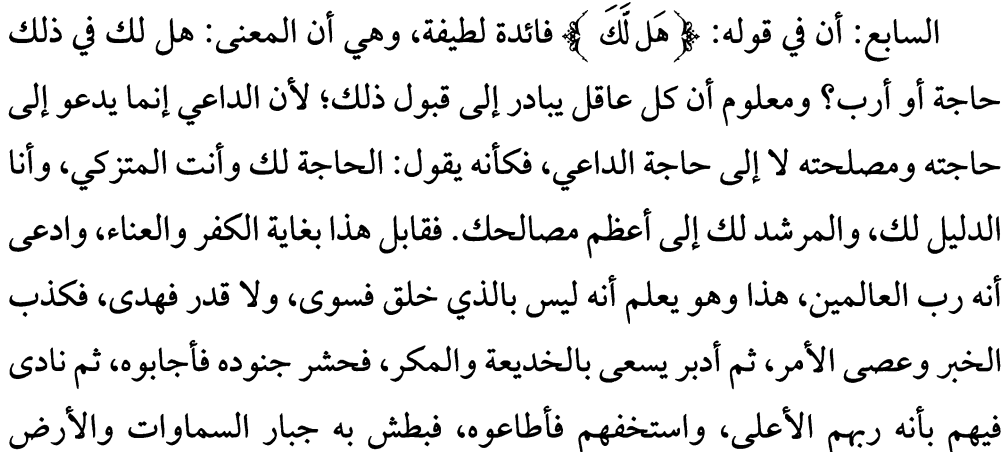 السابع: أن في قوله: ﴿هَل لَّكَ﴾ فائدة لطيفة، وهي أن المعنى: هل لك في ذلك
حاجة أو أرب؟ ومعلوم أن كل عاقل يبادر إلى قبول ذلك؛ لأن الداعي إنما يدعو إلى
حاجته ومصلحته لا إلى حاجة الداعي، فكأنه يقول: الحاجة لك وأنت المتزكي، وأنا
الدليل لك، والمرشد لك إلى أعظم مصالحك. فقابل هذا بغاية الكفر والعناء، وادعى
أنه رب العالمين، هذا وهو يعلم أنه ليس بالذي خلق فسوى، ولا قدر فهدى، فكذب
الخبر وعصى الأمر، ثم أدبر يسعى بالخديعة والمكر، فحشر جنوده فأجابوه، ثم نادى
فيهم بأنه ربهم الأعلى، واستخفهم فأطاعوه، فبطش به جبار السماوات والأرض